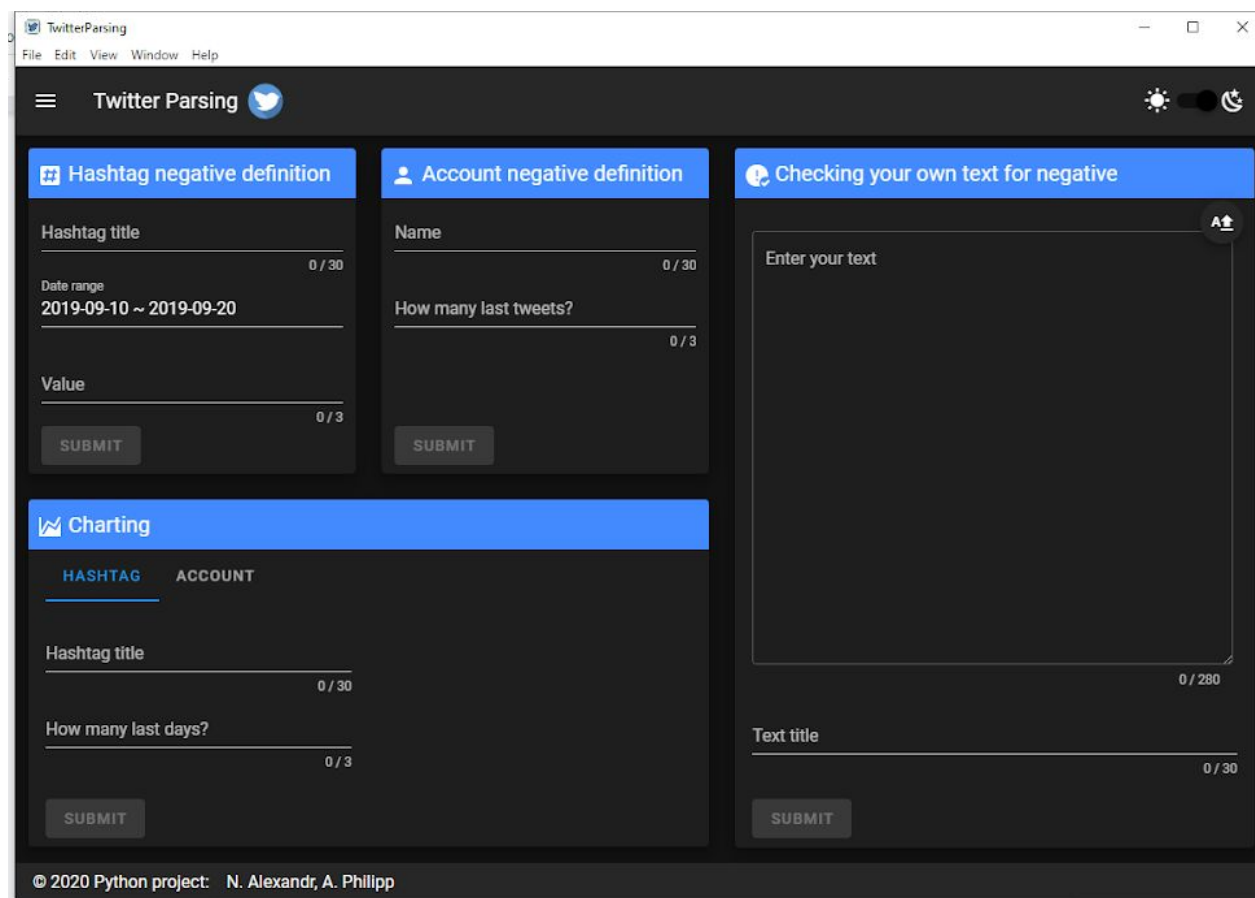 TwitterParsing
File Edit View Window Help
Twitter Parsing
Hashtag negative definition
Hashtag title
0 / 30
Date range
2019-09-10 ~ 2019-09-20
Value
0 / 3
SUBMIT
Account negative definition
Name
0 / 30
How many last tweets?
0 / 3
SUBMIT
Checking your own text for negative
A
Enter your text
0 / 280
Text title
0 / 30
SUBMIT
Charting
HASHTAG ACCOUNT
Hashtag title
0 / 30
How many last days?
0 / 3
SUBMIT
© 2020 Python project: N. Alexandr, A. Philipp